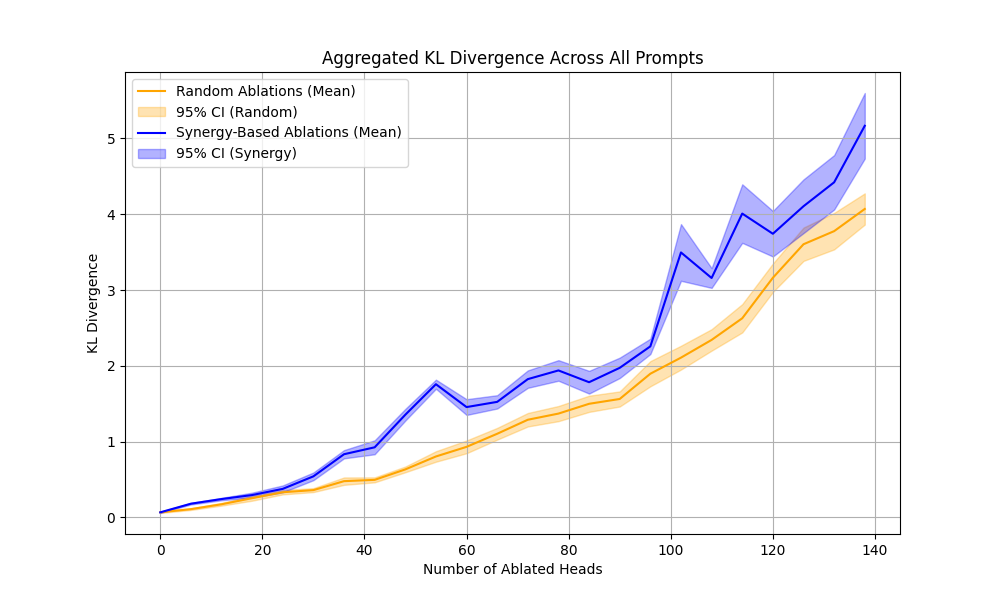 Aggregated KL Divergence Across All Prompts
Random Ablations (Mean)
95% CI (Random)
Synergy-Based Ablations (Mean)
95% CI (Synergy)
KL Divergence
5
4
3
2
1
0
0 20 40 60 80 100 120 140
Number of Ablated Heads